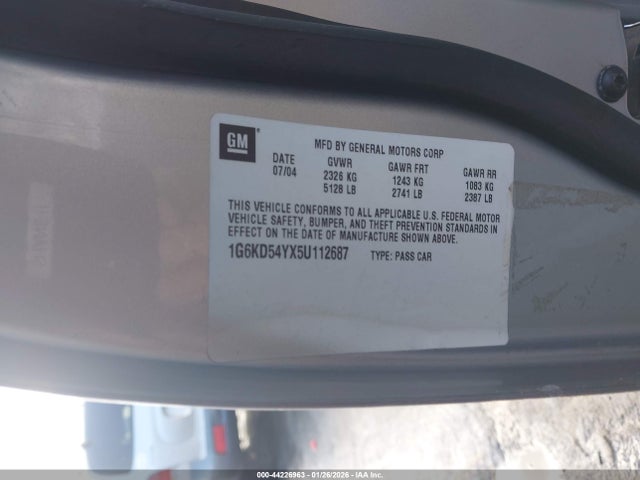 GM
MFD BY GENERAL MOTORS CORP
DATE GVWR GAWR FRT GAWR RR
07/04 2326 KG 1243 KG 1083 KG
5128 LB 2741 LB 2387 LB
THIS VEHICLE CONFORMS TO ALL APPLICABLE U.S. FEDERAL MOTOR
VEHICLE SAFETY, BUMPER, AND THEFT PREVENTION STANDARDS IN
EFFECT ON THE DATE OF MANUFACTURE SHOWN ABOVE.
1G6KD54YX5U112687 TYPE: PASS CAR
000-44226963 - 01/26/2026 - IAA Inc.